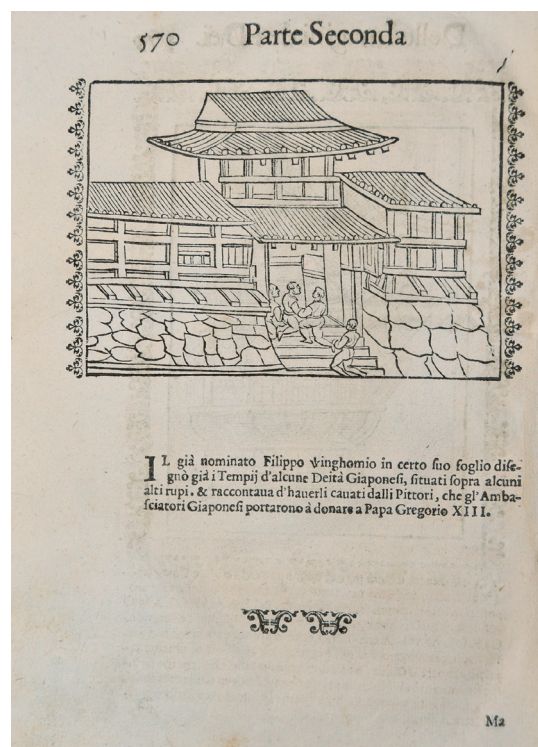 570 Parte Seconda
IL già nominato Filippo vvinghomio in certo ſuo foglio diſe-
gnò già i Tempij d'alcune Deità Giaponeſi, ſituati ſopra alcuni
alti rupi. & raccontaua d'hauerli cauati dalli Pittori, che gl'Amba-
ſciatori Giaponeſi portarono à donare a Papa Gregorio XIII.
Ma